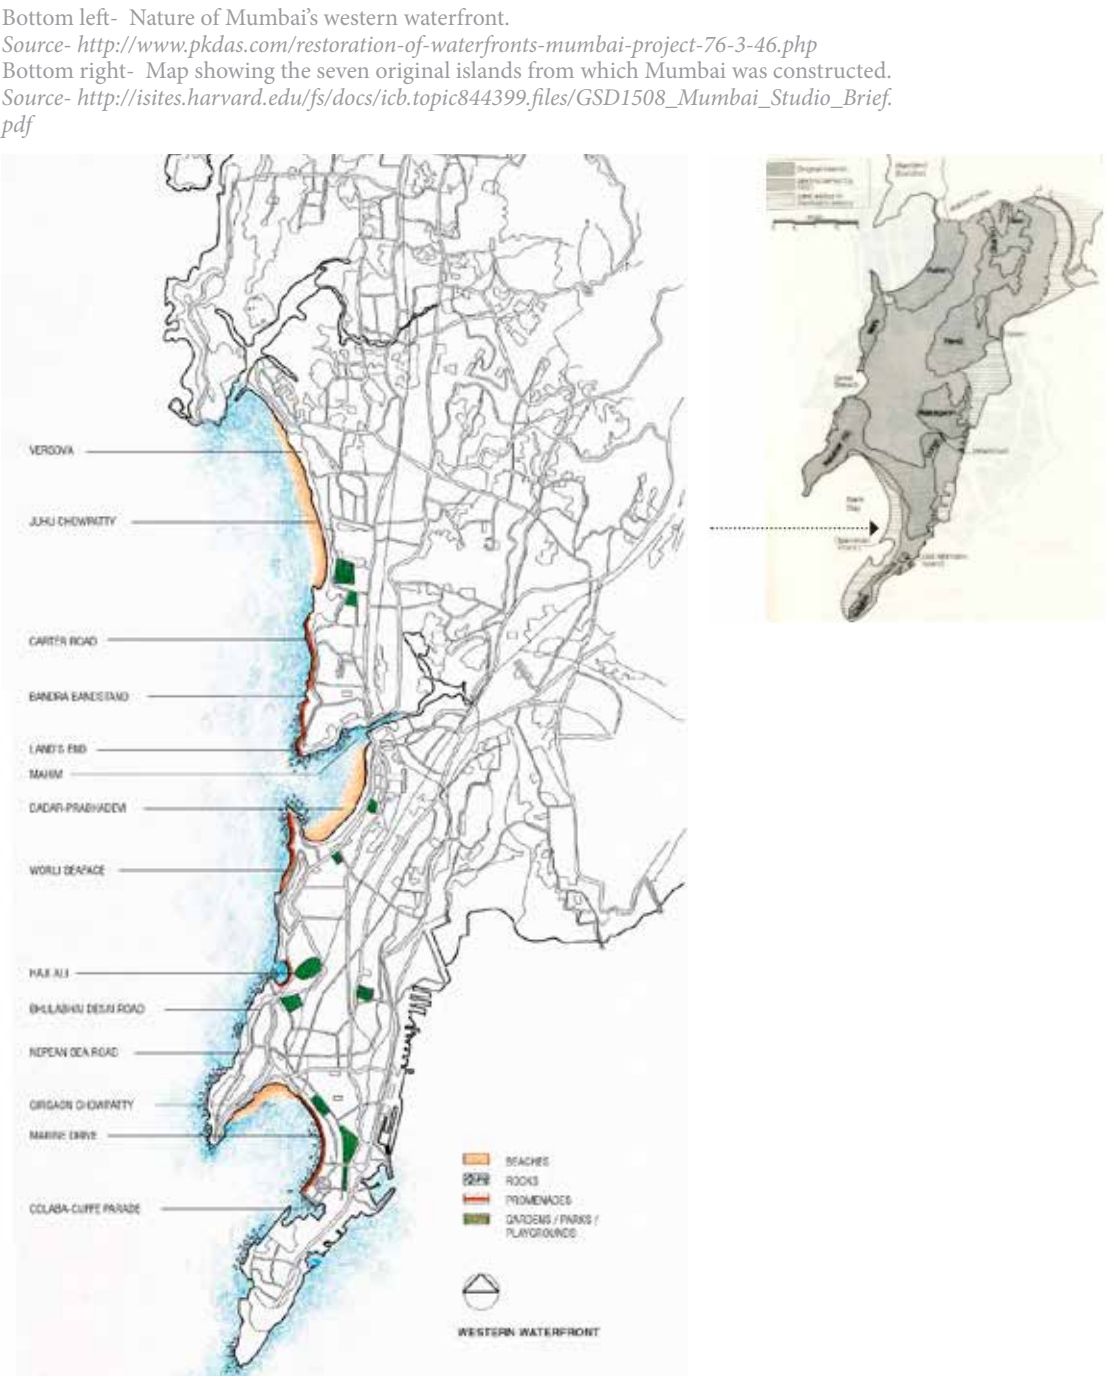 Bottom left-  Nature of Mumbai’s western waterfront.
Source- http://www.pkdas.com/restoration-of-waterfronts-mumbai-project-76-3-46.php
Bottom right-  Map showing the seven original islands from which Mumbai was constructed.
Source- http://isites.harvard.edu/fs/docs/icb.topic844399.files/GSD1508_Mumbai_Studio_Brief.
pdf
VERSOVA
JUHU CHOWPATTY
CARTER ROAD
BANDRA BANDSTAND
LAND'S END
MAHIM
DADAR-PRABHADEVI
WORLI SEAFACE
HAJI ALI
BHULABHAI DESAI ROAD
NEPEAN SEA ROAD
GIRGAON CHOWPATTY
MARINE DRIVE
COLABA-CUFFE PARADE
BEACHES
ROCKS
PROMENADES
GARDENS / PARKS /
PLAYGROUNDS
WESTERN WATERFRONT
Parel
Back
Bay